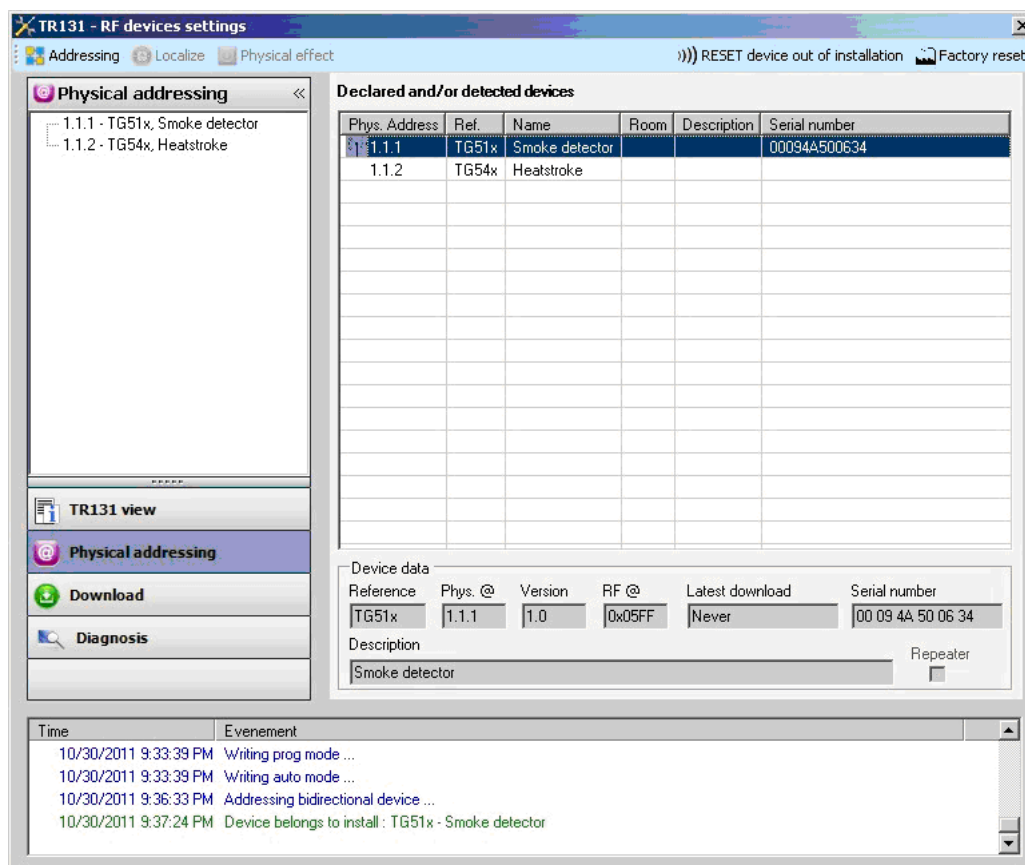 TR131 - RF devices settings
Addressing Localize Physical effect RESET device out of installation Factory reset
Physical addressing
1.1.1 - TG51x, Smoke detector
1.1.2 - TG54x, Heatstroke
TR131 view
Physical addressing
Download
Diagnosis
Declared and/or detected devices
Phys. Address Ref. Name Room Description Serial number
1.1.1 TG51x Smoke detector 00094A500634
1.1.2 TG54x Heatstroke
Device data
Reference Phys. @ Version RF @ Latest download Serial number
TG51x 1.1.1 1.0 0x05FF Never 00 09 4A 50 06 34
Description
Repeater
Smoke detector
Time Evenement
10/30/2011 9:33:39 PM Writing prog mode ...
10/30/2011 9:33:39 PM Writing auto mode ...
10/30/2011 9:36:33 PM Addressing bidirectional device ...
10/30/2011 9:37:24 PM Device belongs to install : TG51x - Smoke detector